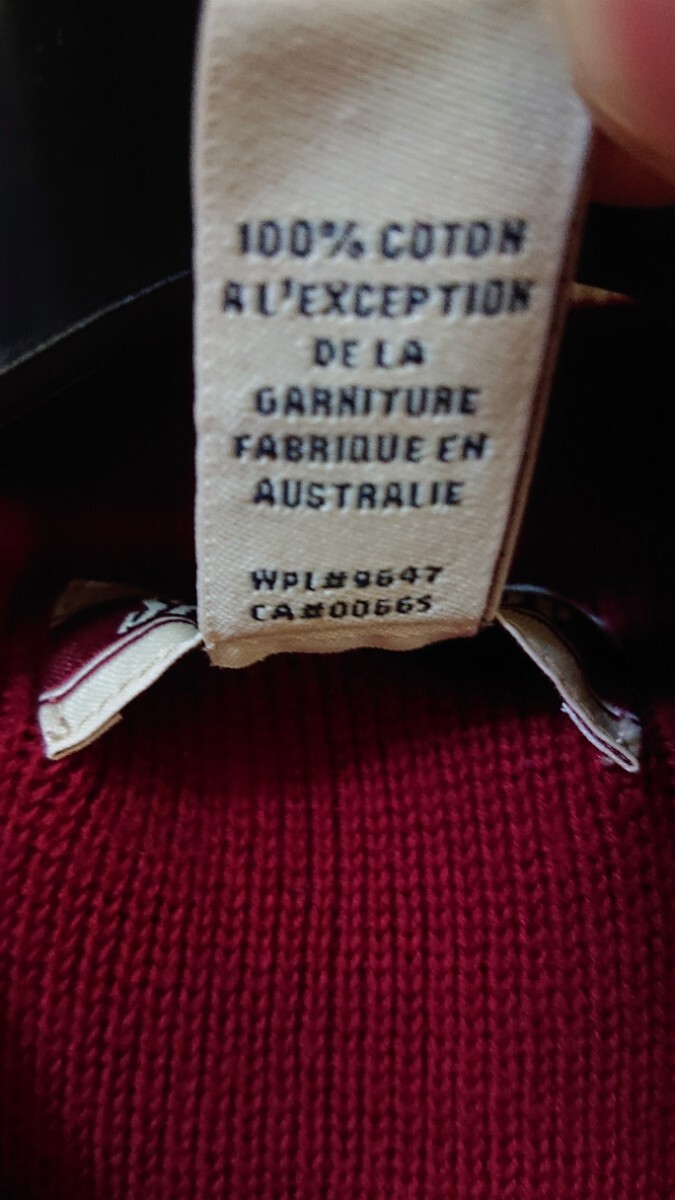 100% COTON
A L'EXCEPTION
DE LA
GARNITURE
FABRIQUE EN
AUSTRALIE
WPL#9647
CA#00665